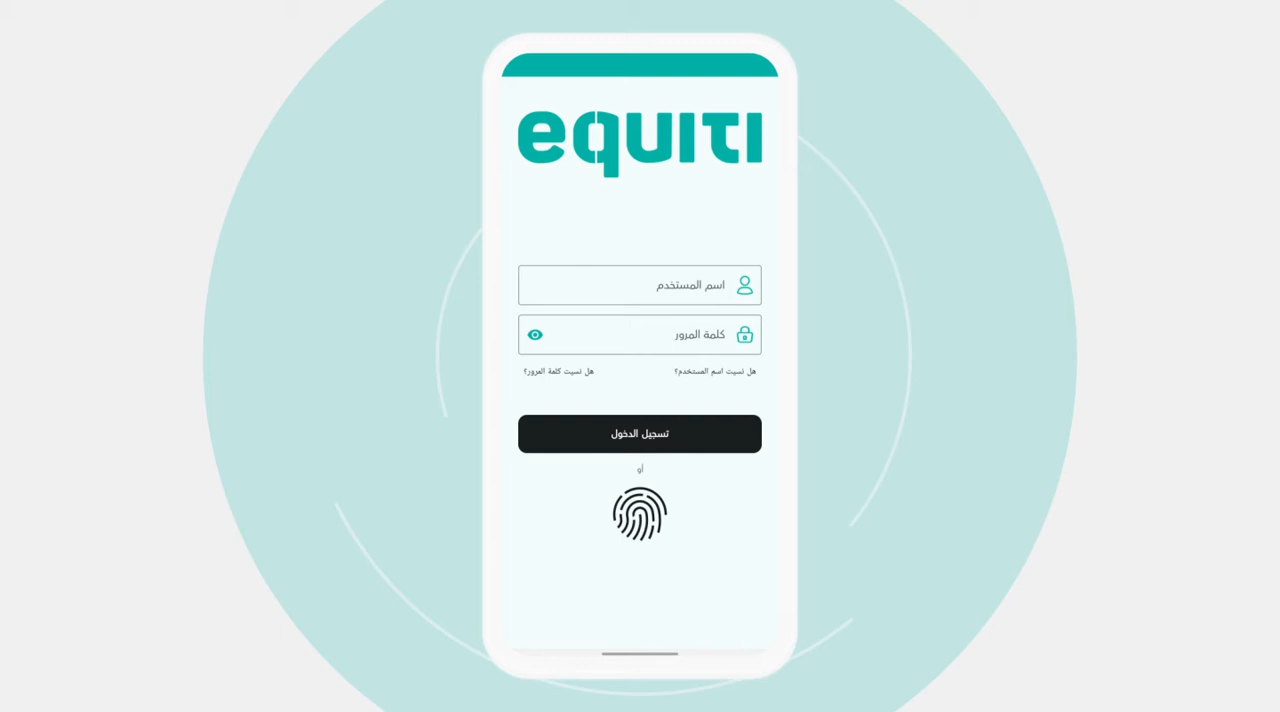 equiti
اسم المستخدم
كلمة المرور
هل نسيت اسم المستخدم؟ هل نسيت كلمة المرور؟
تسجيل الدخول
أو